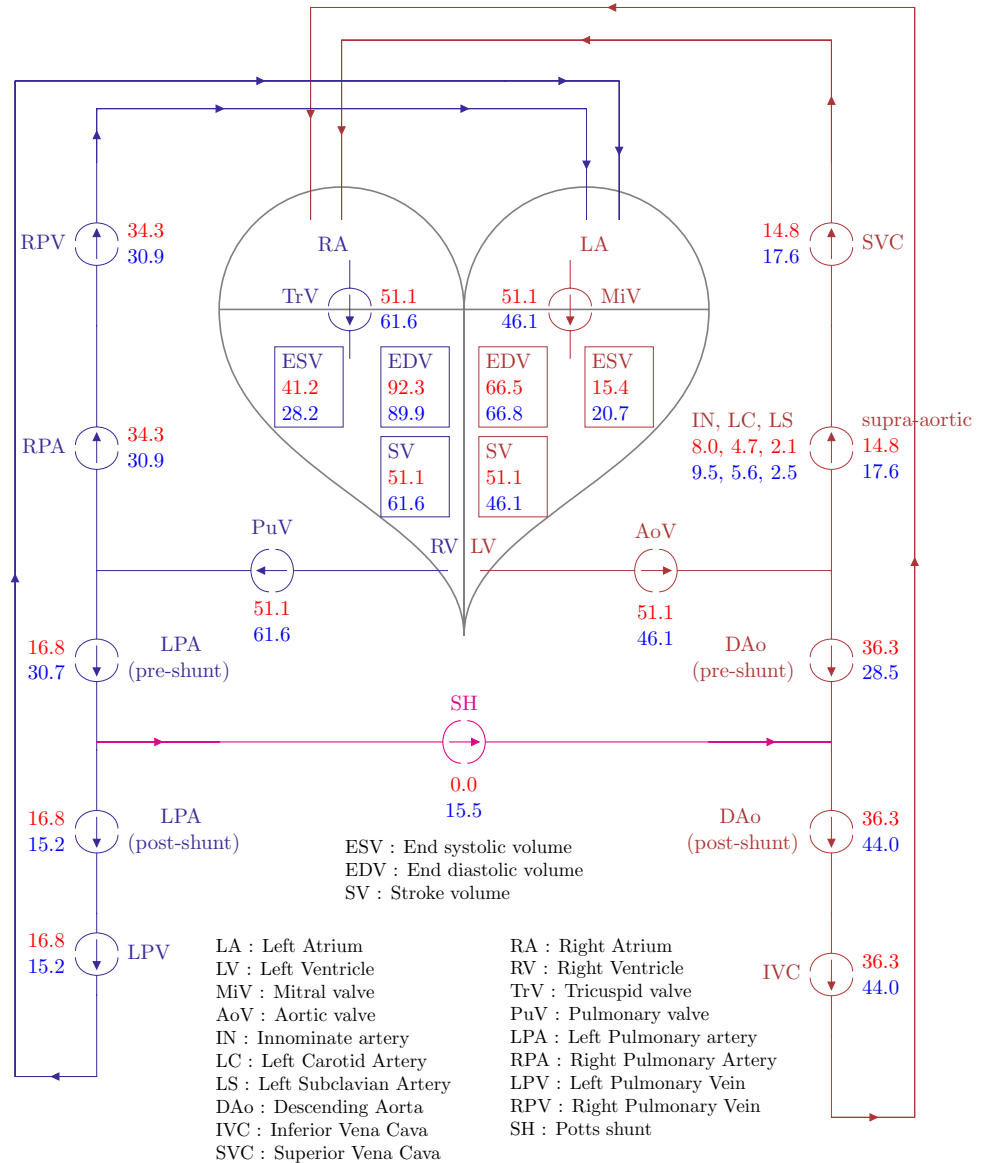 RPV
34.3
30.9
RA
LA
14.8
17.6
SVC
TrV
51.1
61.6
51.1
46.1
MiV
ESV
41.2
28.2
EDV
92.3
89.9
EDV
66.5
66.8
ESV
15.4
20.7
RPA
34.3
30.9
SV
51.1
61.6
SV
51.1
46.1
IN, LC, LS
8.0, 4.7, 2.1
9.5, 5.6, 2.5
supra-aortic
14.8
17.6
PuV
51.1
61.6
RV
LV
AoV
51.1
46.1
16.8
30.7
LPA
(pre-shunt)
DAo
(pre-shunt)
36.3
28.5
SH
0.0
15.5
16.8
15.2
LPA
(post-shunt)
DAo
(post-shunt)
36.3
44.0
ESV : End systolic volume
EDV : End diastolic volume
SV : Stroke volume
16.8
15.2
LPV
IVC
36.3
44.0
LA : Left Atrium
LV : Left Ventricle
MiV : Mitral valve
AoV : Aortic valve
IN : Innominate artery
LC : Left Carotid Artery
LS : Left Subclavian Artery
DAo : Descending Aorta
IVC : Inferior Vena Cava
SVC : Superior Vena Cava
RA : Right Atrium
RV : Right Ventricle
TrV : Tricuspid valve
PuV : Pulmonary valve
LPA : Left Pulmonary artery
RPA : Right Pulmonary Artery
LPV : Left Pulmonary Vein
RPV : Right Pulmonary Vein
SH : Potts shunt